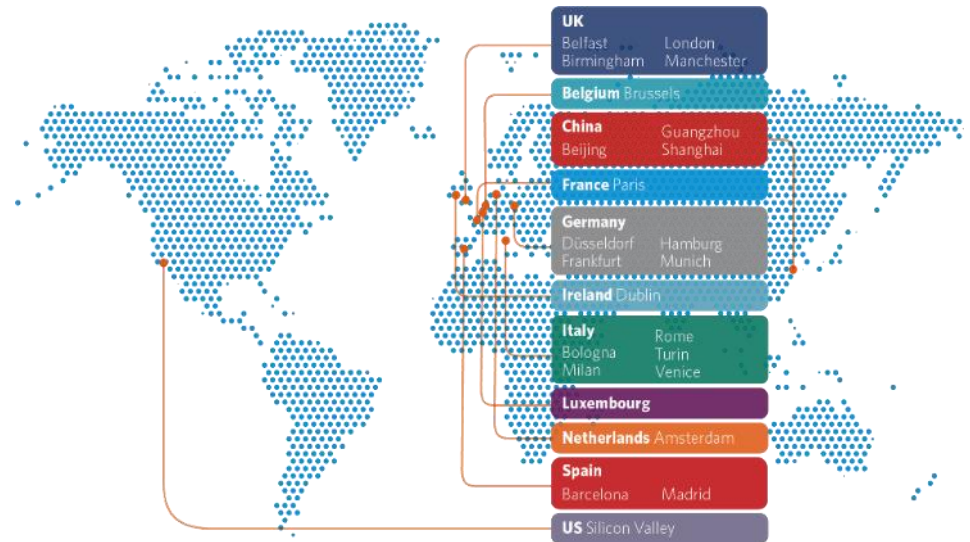 UK
Belfast London
Birmingham Manchester
Belgium Brussels
China Guangzhou
Beijing Shanghai
France Paris
Germany
Düsseldorf Hamburg
Frankfurt Munich
Ireland Dublin
Italy Rome
Bologna Turin
Milan Venice
Luxembourg
Netherlands Amsterdam
Spain
Barcelona Madrid
US Silicon Valley